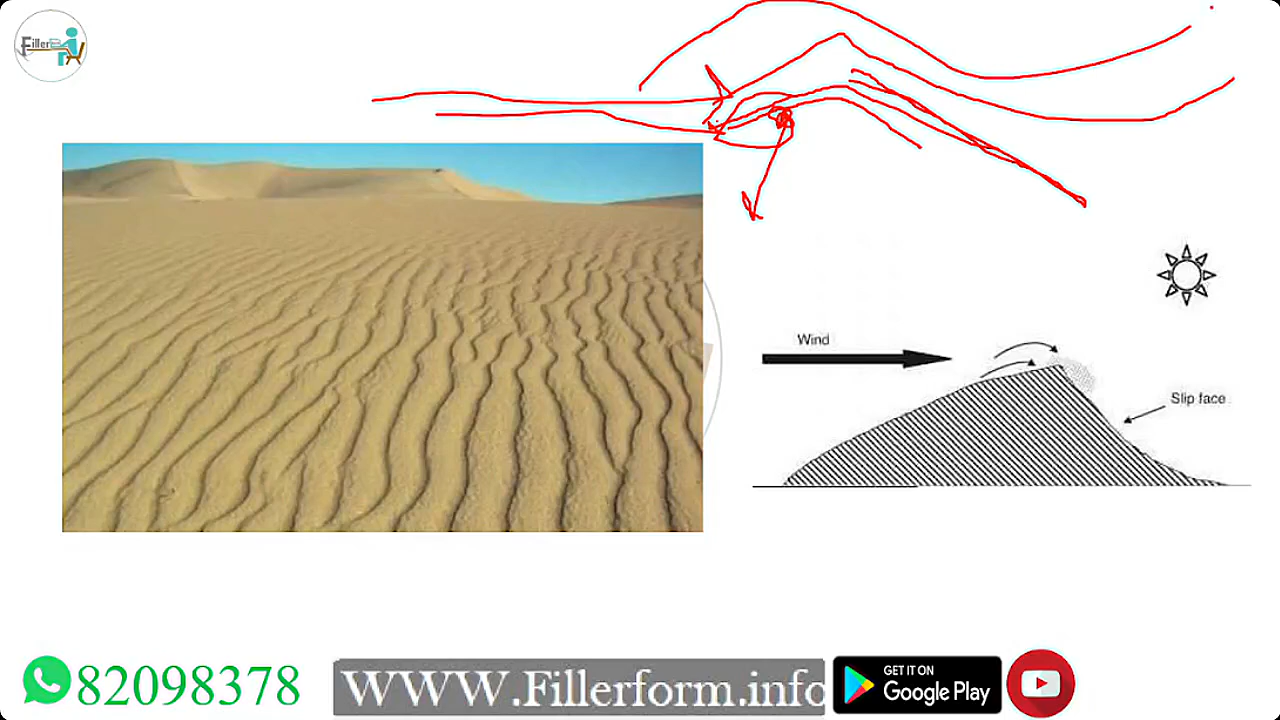 Filler
Wind
Slip face
82098378
WWW.Fillerform.info
GET IT ON
Google Play